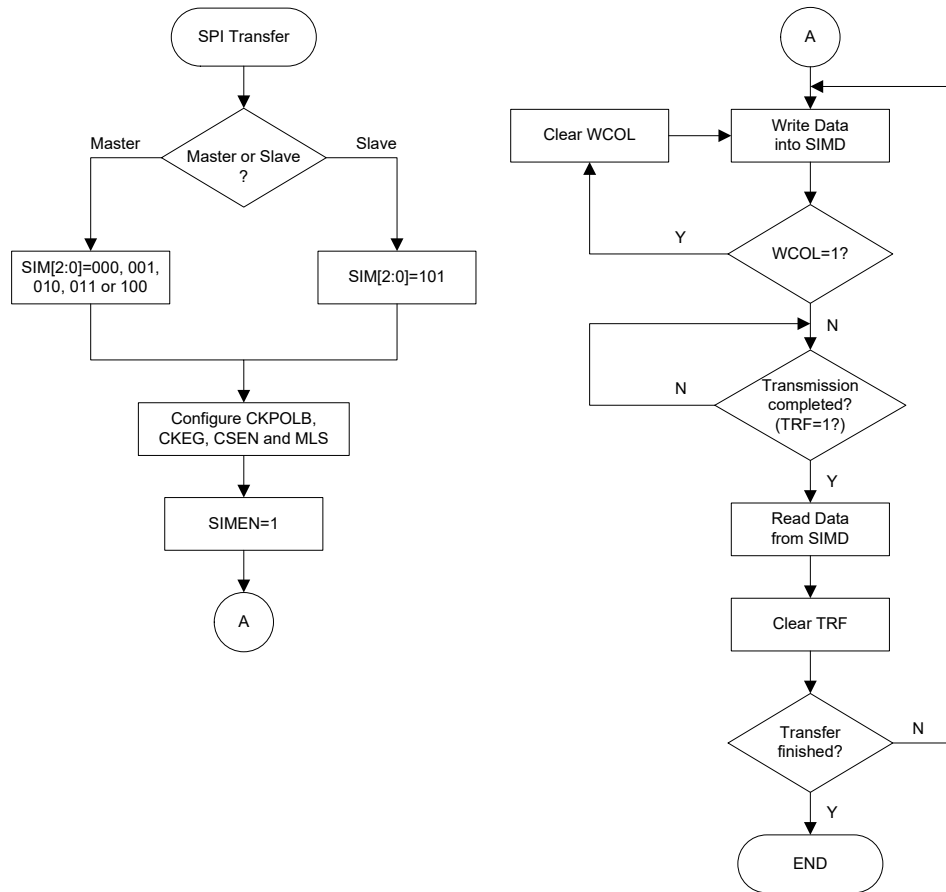 SPI Transfer
Master or Slave
?
Master
Slave
SIM[2:0]=000, 001,
010, 011 or 100
SIM[2:0]=101
Configure CKPOLB,
CKEG, CSEN and MLS
SIMEN=1
A
A
Write Data
into SIMD
Clear WCOL
WCOL=1?
Y
N
Transmission
completed?
(TRF=1?)
N
Y
Read Data
from SIMD
Clear TRF
Transfer
finished?
N
Y
END